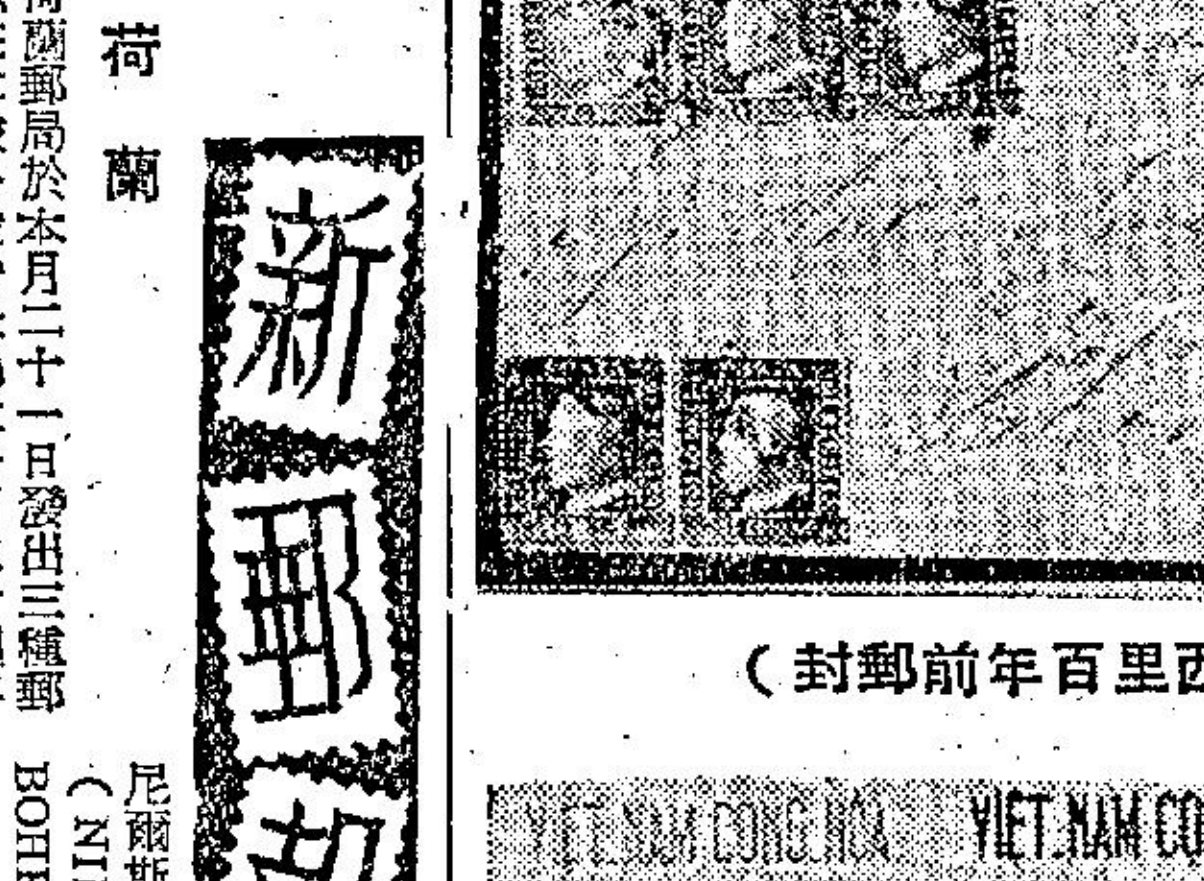 西里百年前郵封）
VIET.NAM CONG.HOA
VIET.NAM CO
新郵
荷蘭
荷蘭郵局於本月二十一日發出三種郵
尼爾斯
（NI
BOHE